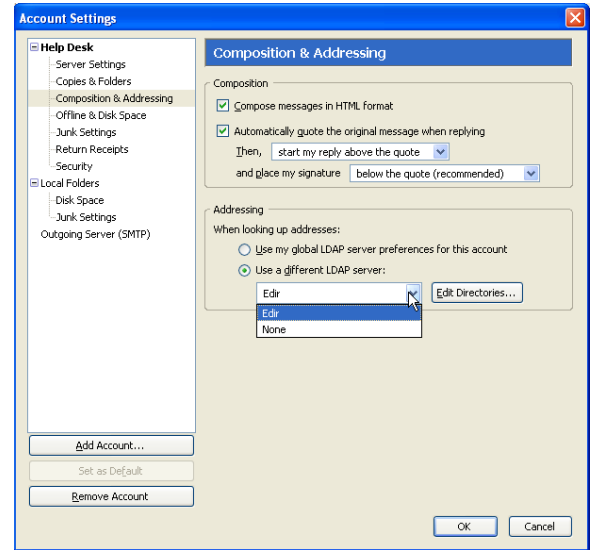 Account Settings
Help Desk
Server Settings
Copies & Folders
Composition & Addressing
Offline & Disk Space
Junk Settings
Return Receipts
Security
Local Folders
Disk Space
Junk Settings
Outgoing Server (SMTP)
Add Account...
Set as Default
Remove Account
Composition & Addressing
Composition
Compose messages in HTML format
Automatically quote the original message when replying
Then, start my reply above the quote
and place my signature below the quote (recommended)
Addressing
When looking up addresses:
Use my global LDAP server preferences for this account
Use a different LDAP server:
Edir Edit Directories...
Edir
None
OK Cancel